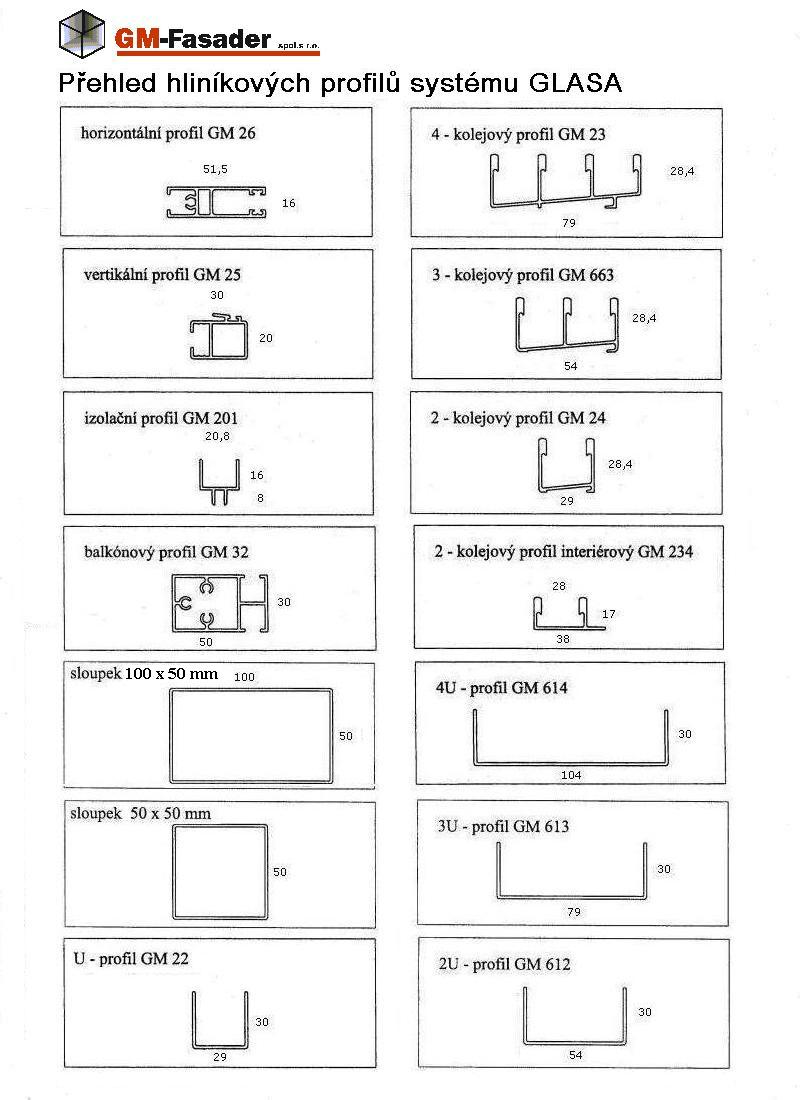 GM-Fasader spol.s r.o.
Přehled hliníkových profilů systému GLASA
horizontální profil GM 26
51,5
16
vertikální profil GM 25
30
20
izolační profil GM 201
20,8
16
8
balkónový profil GM 32
30
50
sloupek 100 x 50 mm
100
50
sloupek 50 x 50 mm
50
U - profil GM 22
30
29
4 - kolejový profil GM 23
28,4
79
3 - kolejový profil GM 663
28,4
54
2 - kolejový profil GM 24
28,4
29
2 - kolejový profil interiérový GM 234
28
17
38
4U - profil GM 614
30
104
3U - profil GM 613
30
79
2U - profil GM 612
30
54